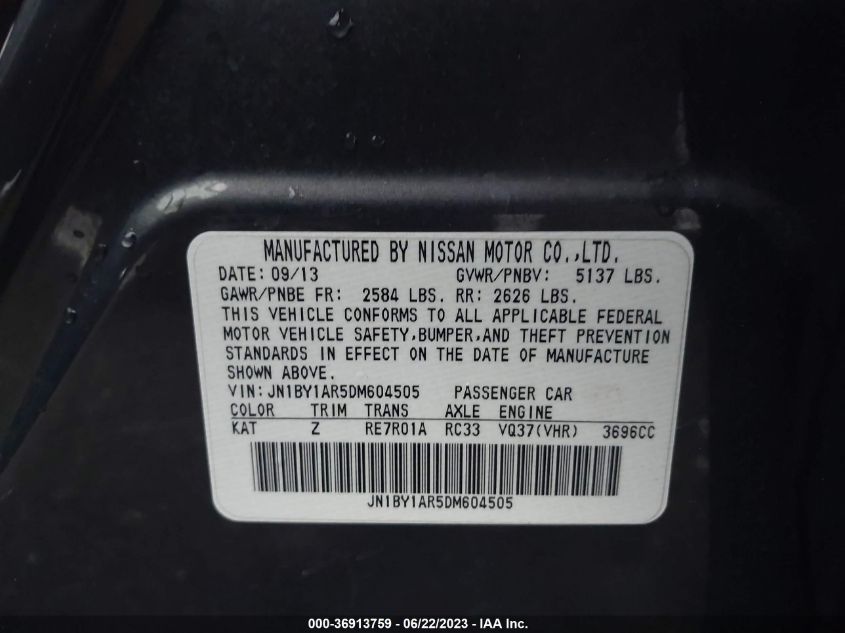 MANUFACTURED BY NISSAN MOTOR CO.,LTD.
DATE: 09/13 GVWR/PNBV: 5137 LBS.
GAWR/PNBE FR: 2584 LBS. RR: 2626 LBS.
THIS VEHICLE CONFORMS TO ALL APPLICABLE FEDERAL
MOTOR VEHICLE SAFETY,BUMPER,AND THEFT PREVENTION
STANDARDS IN EFFECT ON THE DATE OF MANUFACTURE
SHOWN ABOVE.
VIN:JN1BY1AR5DM604505 PASSENGER CAR
COLOR TRIM TRANS AXLE ENGINE
KAT Z RE7R01A RC33 VQ37(VHR) 3696CC
JN1BY1AR5DM604505
000-36913759 - 06/22/2023 - IAA Inc.